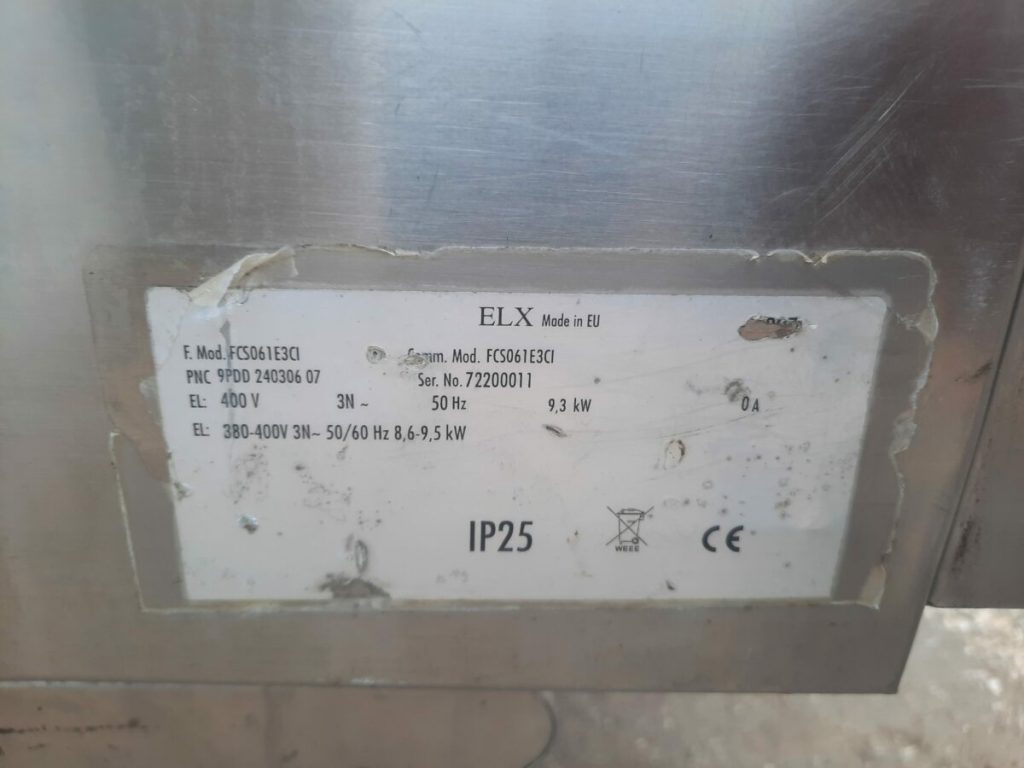 ELX Made in EU
F. Mod. FCS061E3CI Comm. Mod. FCS061E3CI
PNC 9PDD 240306 07 Ser. No. 72200011
EL: 400 V 3N ~ 50 Hz 9,3 kW 0 A
EL: 380-400V 3N~ 50/60 Hz 8,6-9,5 kW
IP25 WEEE CE